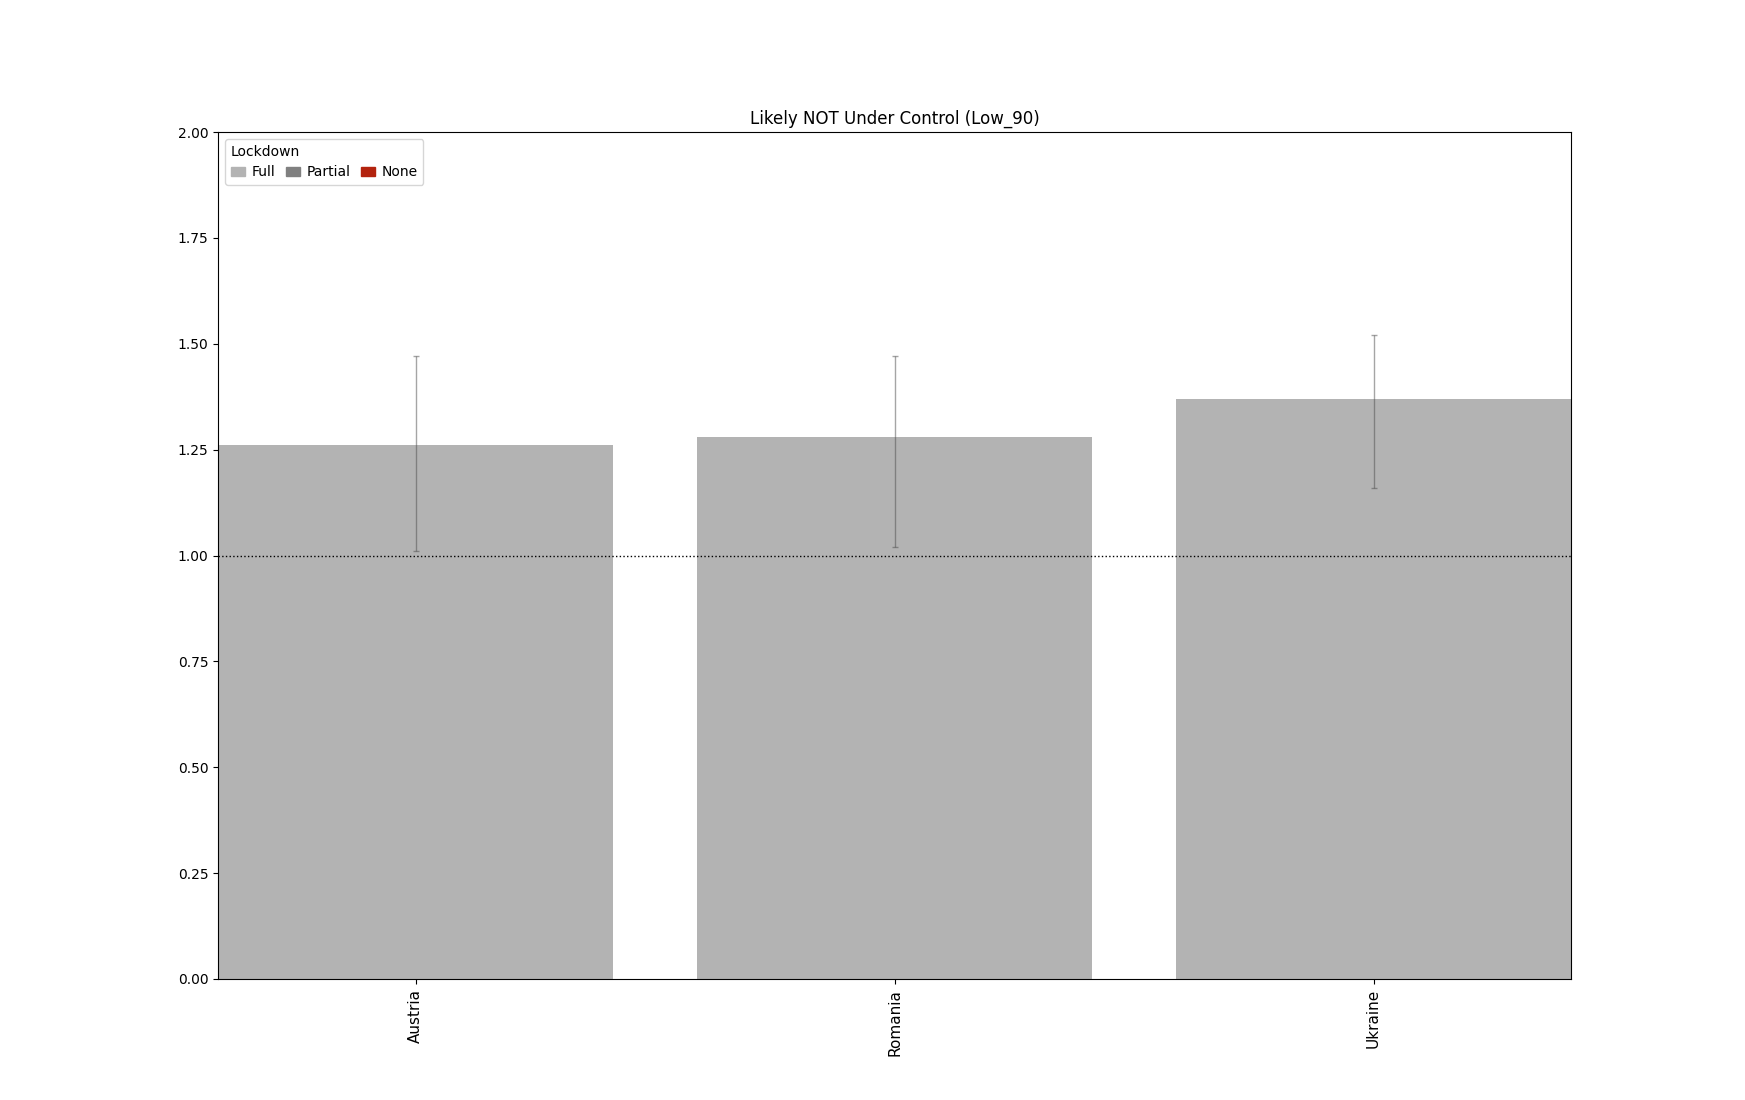 Likely NOT Under Control (Low_90)
Lockdown
Full Partial None
2.00
1.75
1.50
1.25
1.00
0.75
0.50
0.25
0.00
Austria
Romania
Ukraine